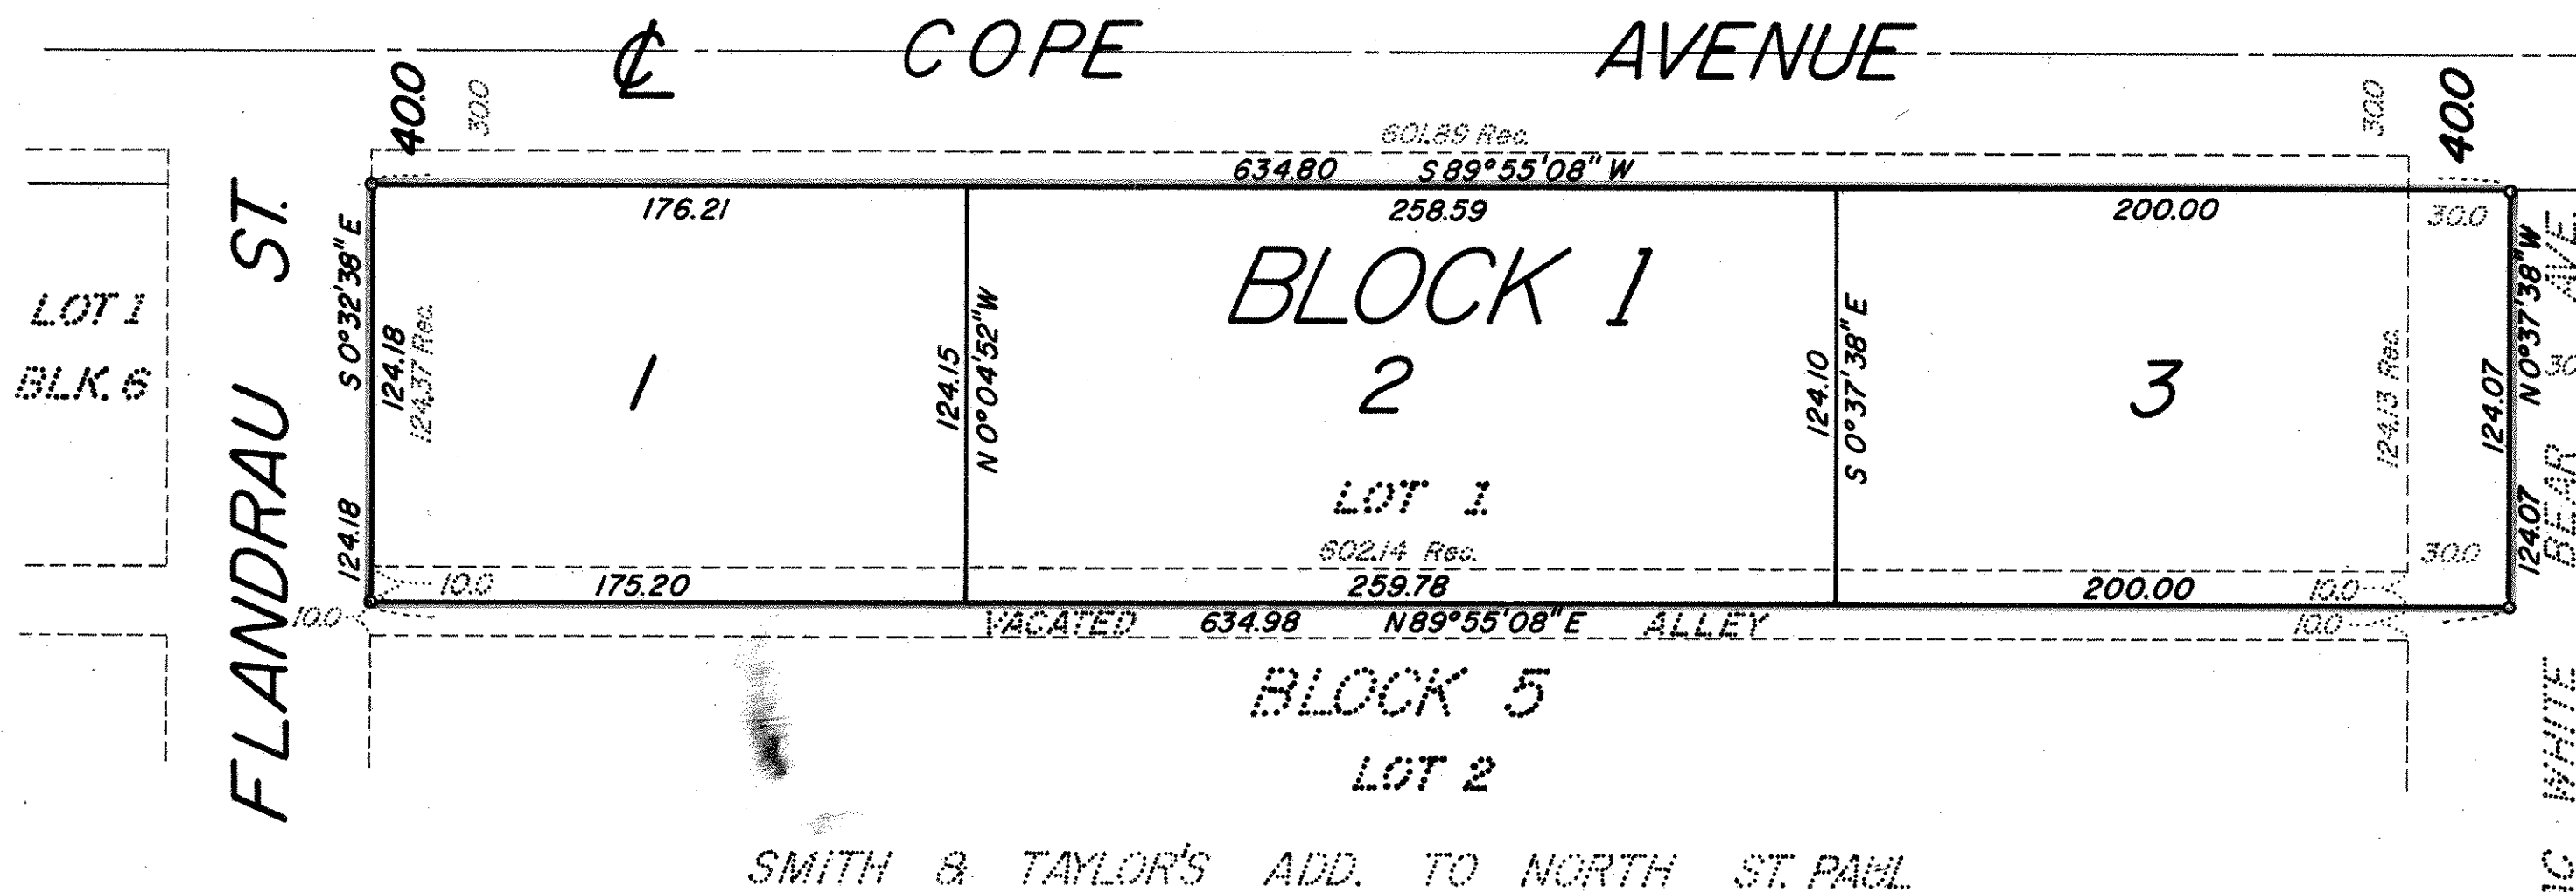 ℄ COPE AVENUE
40.0 30.0 30.0 40.0
601.89 Rec.
634.80 S 89°55'08" W
176.21 258.59 200.00 30.0
FLANDRAU ST.
LOT 1
BLK. 6
S 0°32'38" E
124.18
124.18
124.37 Rec.
1
124.15
N 0°04'52" W
BLOCK 1
2
LOT 1
602.14 Rec.
124.10
S 0°37'38" E
3
124.13 Rec.
124.07
N 0°37'38" W
124.07
WHITE BEAR AVE.
30.0
10.0 175.20 259.78 200.00 10.0
10.0 VACATED 634.98 N 89°55'08" E ALLEY 10.0
BLOCK 5
LOT 2
SMITH & TAYLOR'S ADD. TO NORTH ST. PAUL